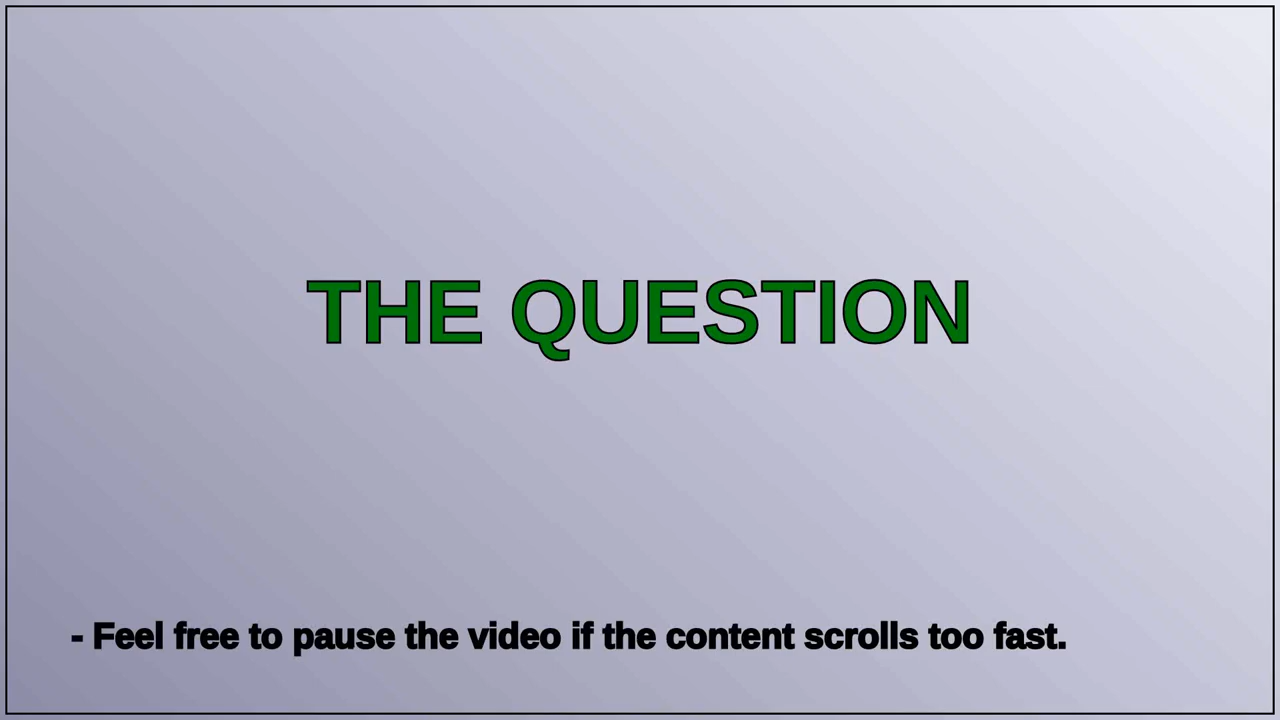 THE QUESTION
- Feel free to pause the video if the content scrolls too fast.